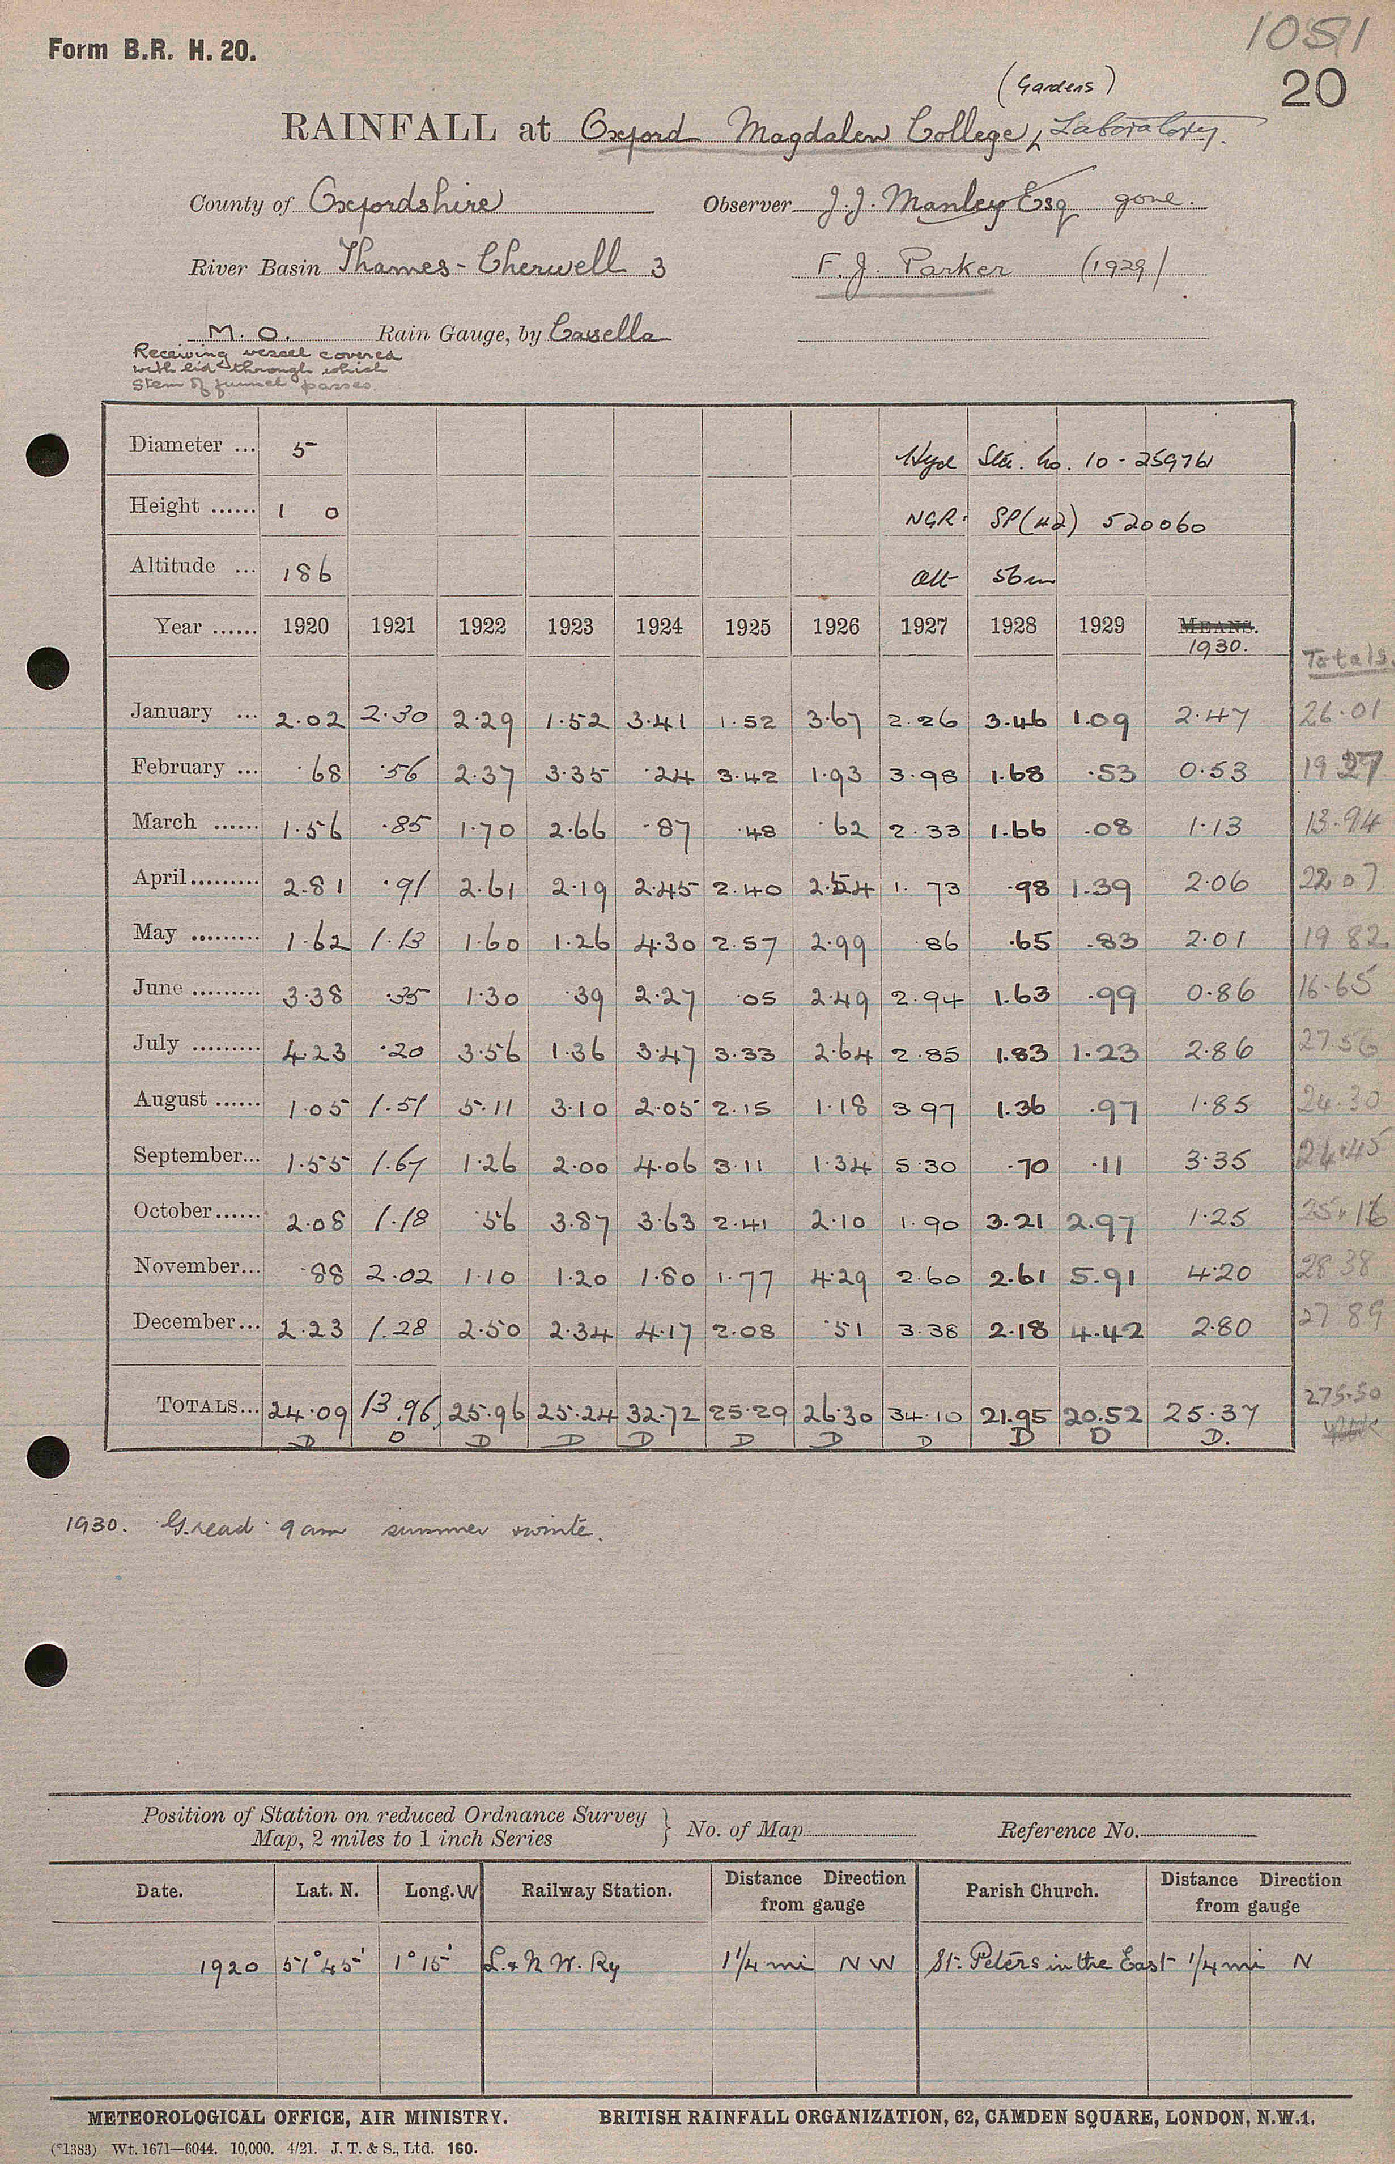 Form B.R. H. 20.
1051
20
(Gardens)
RAINFALL at Oxford Magdalen College, Laboratory.
County of Oxfordshire Observer J. J. Manley Esq gone.
River Basin Thames - Cherwell 3 F. J. Parker (1929)
M. O. Rain Gauge, by Casella
Receiving vessel covered
with lid through which
Stem of funnel passes.
Diameter ... 5 Hyd Sta. No. 10 - 259761
Height ...... 1 0 NGR. SP(42) 520060
Altitude ... 186 alt 56m
Year ...... 1920 1921 1922 1923 1924 1925 1926 1927 1928 1929 MEANS. 1930. Totals.
January ... 2.02 2.30 2.29 1.52 3.41 1.52 3.67 2.26 3.46 1.09 2.47 26.01
February ... .68 .56 2.37 3.35 .24 3.42 1.93 3.98 1.68 .53 0.53 19 27
March ...... 1.56 .85 1.70 2.66 .87 .48 .62 2.33 1.66 .08 1.13 13.94
April......... 2.81 .91 2.61 2.19 2.45 2.40 2.54 1.73 .98 1.39 2.06 22.07
May ......... 1.62 1.13 1.60 1.26 4.30 2.57 2.99 .86 .65 .83 2.01 19 82
June ......... 3.38 .35 1.30 .39 2.27 .05 2.49 2.94 1.63 .99 0.86 16.65
July ......... 4.23 .20 3.56 1.36 3.47 3.33 2.64 2.85 1.83 1.23 2.86 27.56
August ...... 1.05 1.51 5.11 3.10 2.05 2.15 1.18 3.97 1.36 .97 1.85 24.30
September... 1.55 1.67 1.26 2.00 4.06 3.11 1.34 5.30 .70 .11 3.35 24.45
October...... 2.08 1.18 .56 3.87 3.63 2.41 2.10 1.90 3.21 2.97 1.25 25.16
November... .88 2.02 1.10 1.20 1.80 1.77 4.29 2.60 2.61 5.91 4.20 28 38
December... 2.23 1.28 2.50 2.34 4.17 2.08 .51 3.38 2.18 4.42 2.80 27 89
TOTALS... 24.09 13.96 25.96 25.24 32.72 25.29 26.30 34.10 21.95 20.52 25.37 275.50
D D D D D D D D D D D.
1930. G. read 9 am summer winte.
Position of Station on reduced Ordnance Survey
Map, 2 miles to 1 inch Series } No. of Map Reference No.
Date. Lat. N. Long. W Railway Station. Distance Direction from gauge Parish Church. Distance Direction from gauge
1920 51°45' 1°15' L. & N. W. Ry 1 1/4 mi N W St. Peters in the East 1/4 mi N
METEOROLOGICAL OFFICE, AIR MINISTRY. BRITISH RAINFALL ORGANIZATION, 62, CAMDEN SQUARE, LONDON, N.W.1.
(*1383) Wt. 1671—6044. 10,000. 4/21. J. T. & S., Ltd. 160.